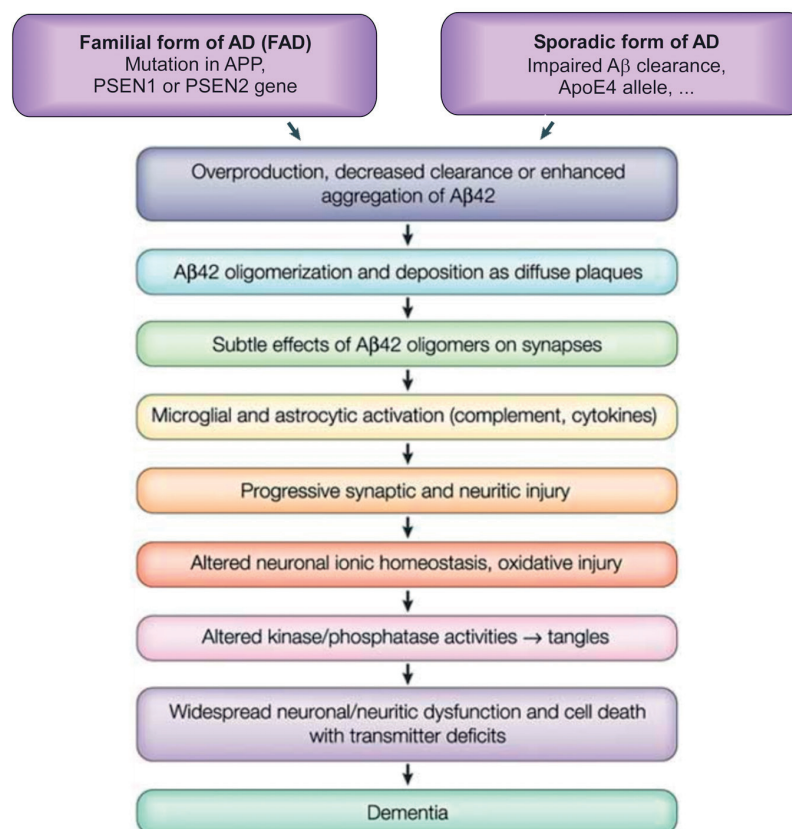 Familial form of AD (FAD)
Mutation in APP,
PSEN1 or PSEN2 gene
Sporadic form of AD
Impaired Aβ clearance,
ApoE4 allele, ...
Overproduction, decreased clearance or enhanced
aggregation of Aβ42
Aβ42 oligomerization and deposition as diffuse plaques
Subtle effects of Aβ42 oligomers on synapses
Microglial and astrocytic activation (complement, cytokines)
Progressive synaptic and neuritic injury
Altered neuronal ionic homeostasis, oxidative injury
Altered kinase/phosphatase activities → tangles
Widespread neuronal/neuritic dysfunction and cell death
with transmitter deficits
Dementia